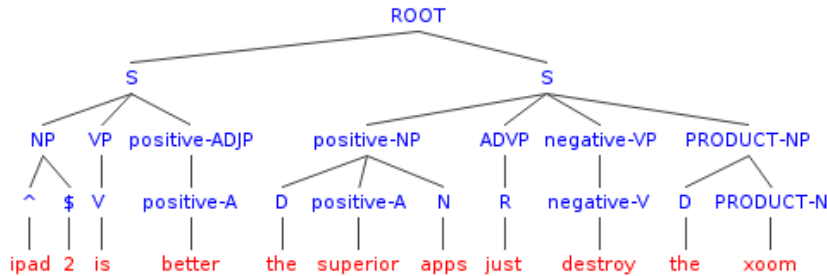 ROOT
S S
NP VP positive-ADJP positive-NP ADVP negative-VP PRODUCT-NP
^ $ V positive-A D positive-A N R negative-V D PRODUCT-N
ipad 2 is better the superior apps just destroy the xoom